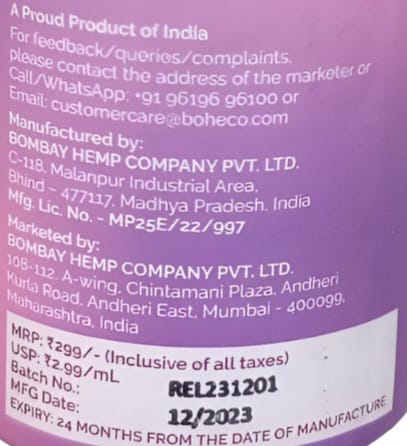 A Proud Product of India
For feedback/queries/complaints,
please contact the address of the marketer or
Call/WhatsApp: +91 96196 96100 or
Email: customercare@boheco.com
Manufactured by:
BOMBAY HEMP COMPANY PVT. LTD.
C-118, Malanpur Industrial Area,
Bhind - 477117, Madhya Pradesh, India
Mfg. Lic. No. - MP25E/22/997
Marketed by:
BOMBAY HEMP COMPANY PVT. LTD.
108-112, A-wing, Chintamani Plaza, Andheri
Kurla Road, Andheri East, Mumbai - 400099,
Maharashtra, India
MRP: ₹299/- (Inclusive of all taxes)
USP: ₹2.99/mL
Batch No.: REL231201
MFG Date: 12/2023
EXPIRY: 24 MONTHS FROM THE DATE OF MANUFACTURE